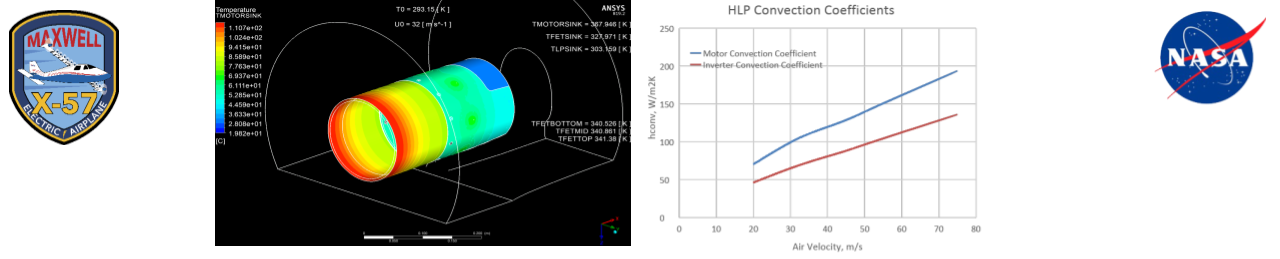 MAXWELL
X-57
ELECTRIC AIRPLANE
Temperature
TMOTORSINK
1.107e+02
1.024e+02
9.415e+01
8.589e+01
7.763e+01
6.937e+01
6.111e+01
5.285e+01
4.459e+01
3.633e+01
2.808e+01
1.982e+01
[C]
T0 = 293.15 [ K ]
U0 = 32 [ m s^-1 ]
ANSYS
TMOTORSINK = 367.946 [ K ]
TFETSINK = 327.971 [ K ]
TLPSINK = 303.159 [ K ]
TFETBOTTOM = 340.526 [ K ]
TFETMID 340.861 [ K ]
TFETTOP 341.38 [ K ]
HLP Convection Coefficients
250
200
150
100
50
0
hconv, W/m2K
Motor Convection Coefficient
Inverter Convection Coefficient
0 10 20 30 40 50 60 70 80
Air Velocity, m/s
NASA